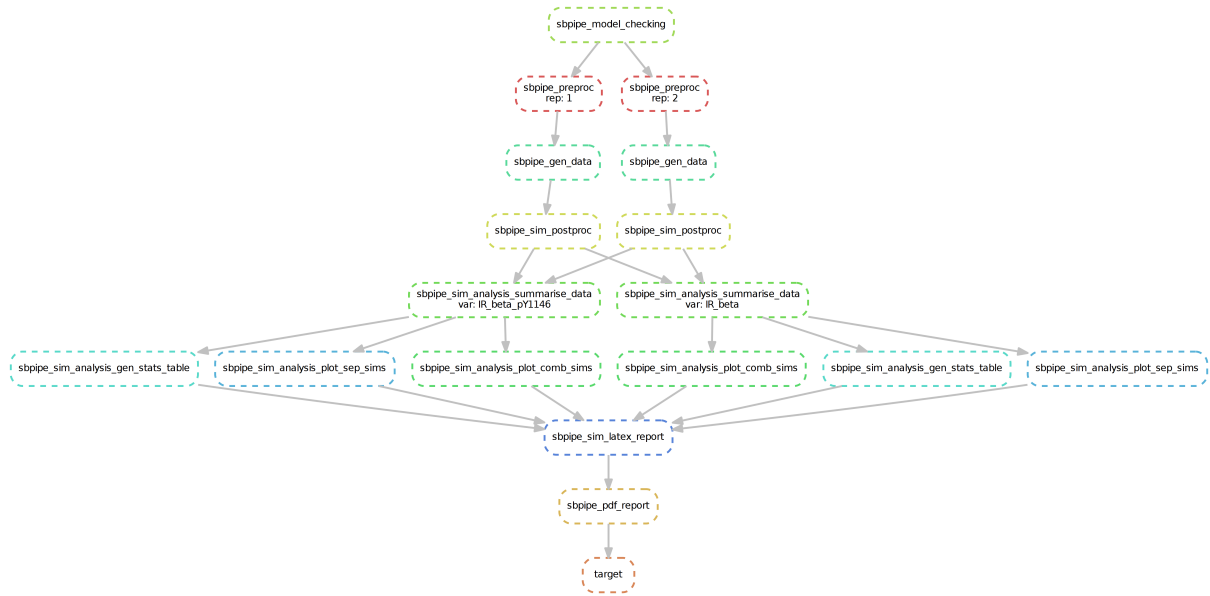 sbpipe_model_checking
sbpipe_preproc
rep: 1
sbpipe_preproc
rep: 2
sbpipe_gen_data
sbpipe_gen_data
sbpipe_sim_postproc
sbpipe_sim_postproc
sbpipe_sim_analysis_summarise_data
var: IR_beta_pY1146
sbpipe_sim_analysis_summarise_data
var: IR_beta
sbpipe_sim_analysis_gen_stats_table
sbpipe_sim_analysis_plot_sep_sims
sbpipe_sim_analysis_plot_comb_sims
sbpipe_sim_analysis_plot_comb_sims
sbpipe_sim_analysis_gen_stats_table
sbpipe_sim_analysis_plot_sep_sims
sbpipe_sim_latex_report
sbpipe_pdf_report
target